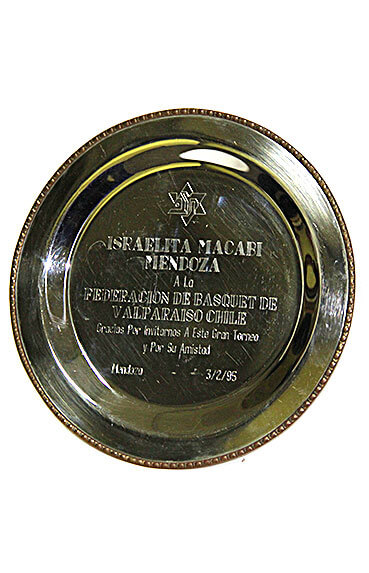 ISRAELITA MACABI
MENDOZA
A La
FEDERACION DE BASQUET DE
VALPARAISO CHILE
Gracias Por Invitarnos A Este Gran Torneo
y Por Su Amistad
Mendoza - - 3/2/95